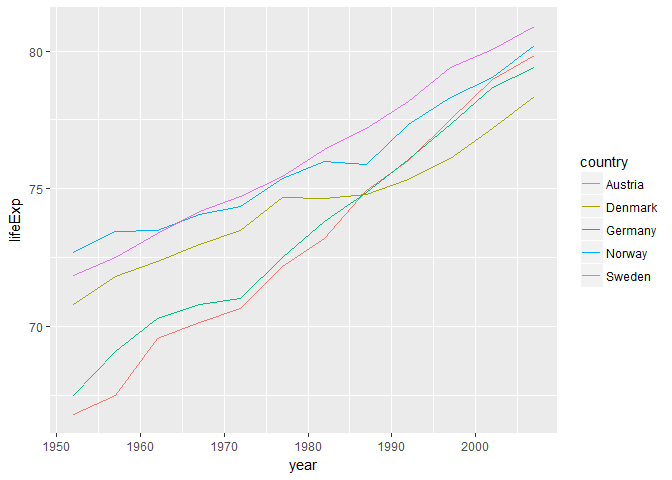 80
75
70
lifeExp
1950 1960 1970 1980 1990 2000
year
country
Austria
Denmark
Germany
Norway
Sweden